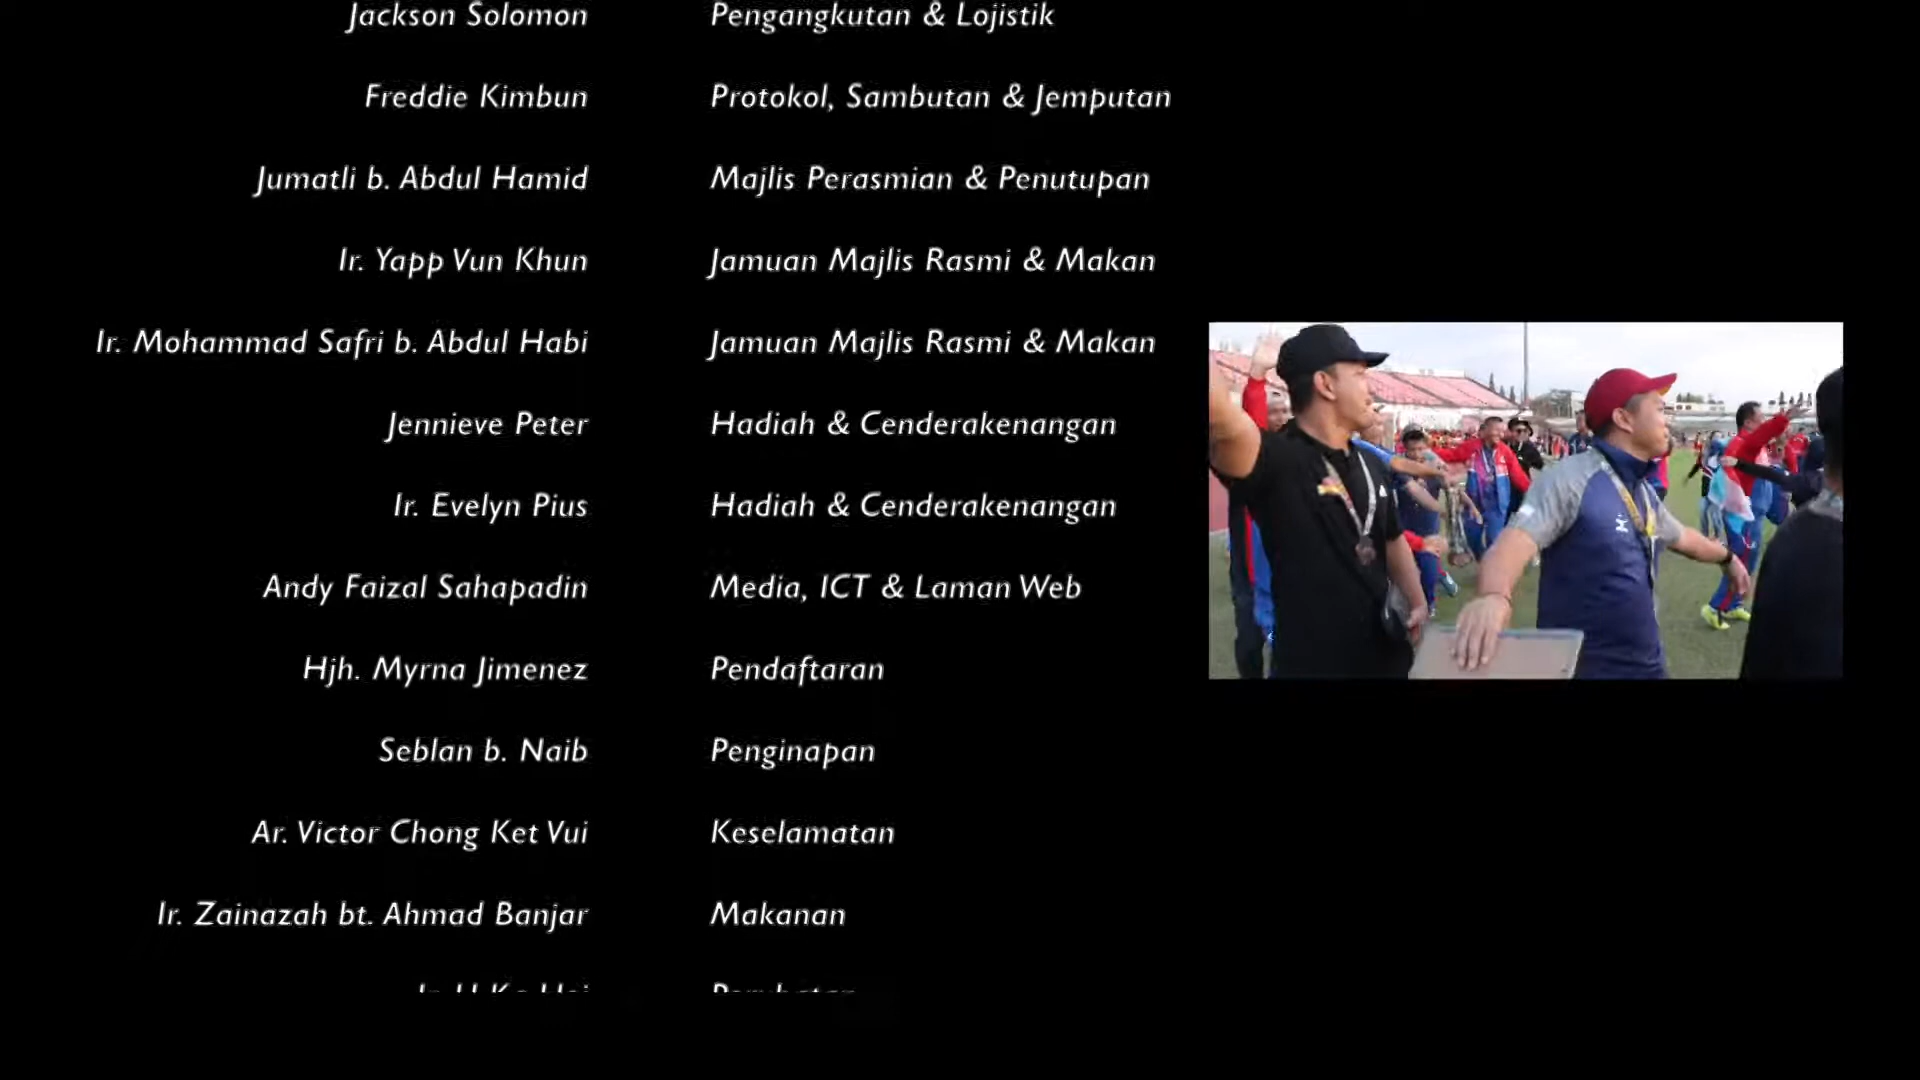 Jackson Solomon Pengangkutan & Lojistik
Freddie Kimbun Protokol, Sambutan & Jemputan
Jumatli b. Abdul Hamid Majlis Perasmian & Penutupan
Ir. Yapp Vun Khun Jamuan Majlis Rasmi & Makan
Ir. Mohammad Safri b. Abdul Habi Jamuan Majlis Rasmi & Makan
Jennieve Peter Hadiah & Cenderakenangan
Ir. Evelyn Pius Hadiah & Cenderakenangan
Andy Faizal Sahapadin Media, ICT & Laman Web
Hjh. Myrna Jimenez Pendaftaran
Seblan b. Naib Penginapan
Ar. Victor Chong Ket Vui Keselamatan
Ir. Zainazah bt. Ahmad Banjar Makanan